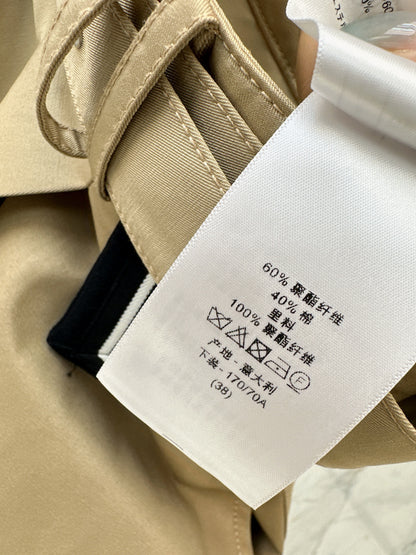 60% 聚酯纤维
40% 棉
里料
100% 聚酯纤维
F
产地-意大利
下装-170/70A
(38)